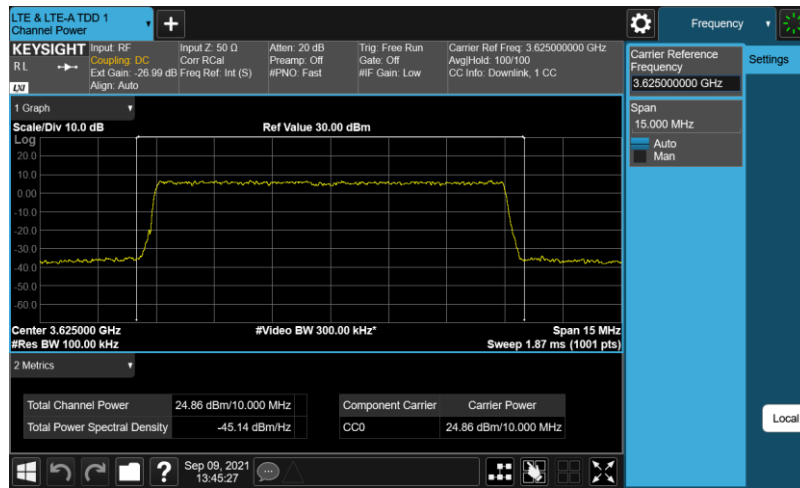 LTE & LTE-A TDD 1
Channel Power
Frequency
KEYSIGHT
RL
LXI
Input: RF
Coupling: DC
Ext Gain: -26.99 dB
Align: Auto
Input Z: 50 Ω
Corr RCal
Freq Ref: Int (S)
Atten: 20 dB
Preamp: Off
#PNO: Fast
Trig: Free Run
Gate: Off
#IF Gain: Low
Carrier Ref Freq: 3.625000000 GHz
Avg|Hold: 100/100
CC Info: Downlink, 1 CC
Carrier Reference
Frequency
3.625000000 GHz
Settings
Span
15.000 MHz
Auto
Man
1 Graph
Scale/Div 10.0 dB
Ref Value 30.00 dBm
Log
20.0
10.0
0.00
-10.0
-20.0
-30.0
-40.0
-50.0
-60.0
Center 3.625000 GHz
#Video BW 300.00 kHz*
Span 15 MHz
#Res BW 100.00 kHz
Sweep 1.87 ms (1001 pts)
2 Metrics
Total Channel Power 24.86 dBm/10.000 MHz
Total Power Spectral Density -45.14 dBm/Hz
Component Carrier Carrier Power
CC0 24.86 dBm/10.000 MHz
Local
?
Sep 09, 2021
13:45:27